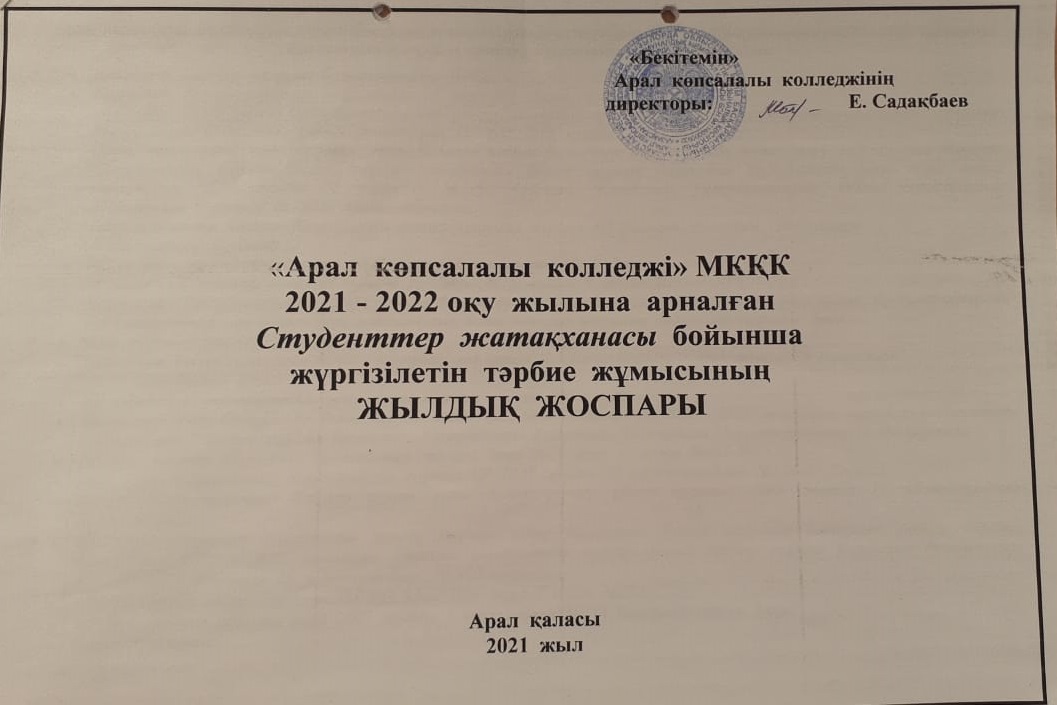 «Бекітемін»
Арал көпсалалы колледжінің
директоры: Е. Садақбаев
«Арал көпсалалы колледжі» МКҚК
2021 - 2022 оқу жылына арналған
Студенттер жатақханасы бойынша
жүргізілетін тәрбие жұмысының
ЖЫЛДЫҚ ЖОСПАРЫ
Арал қаласы
2021 жыл